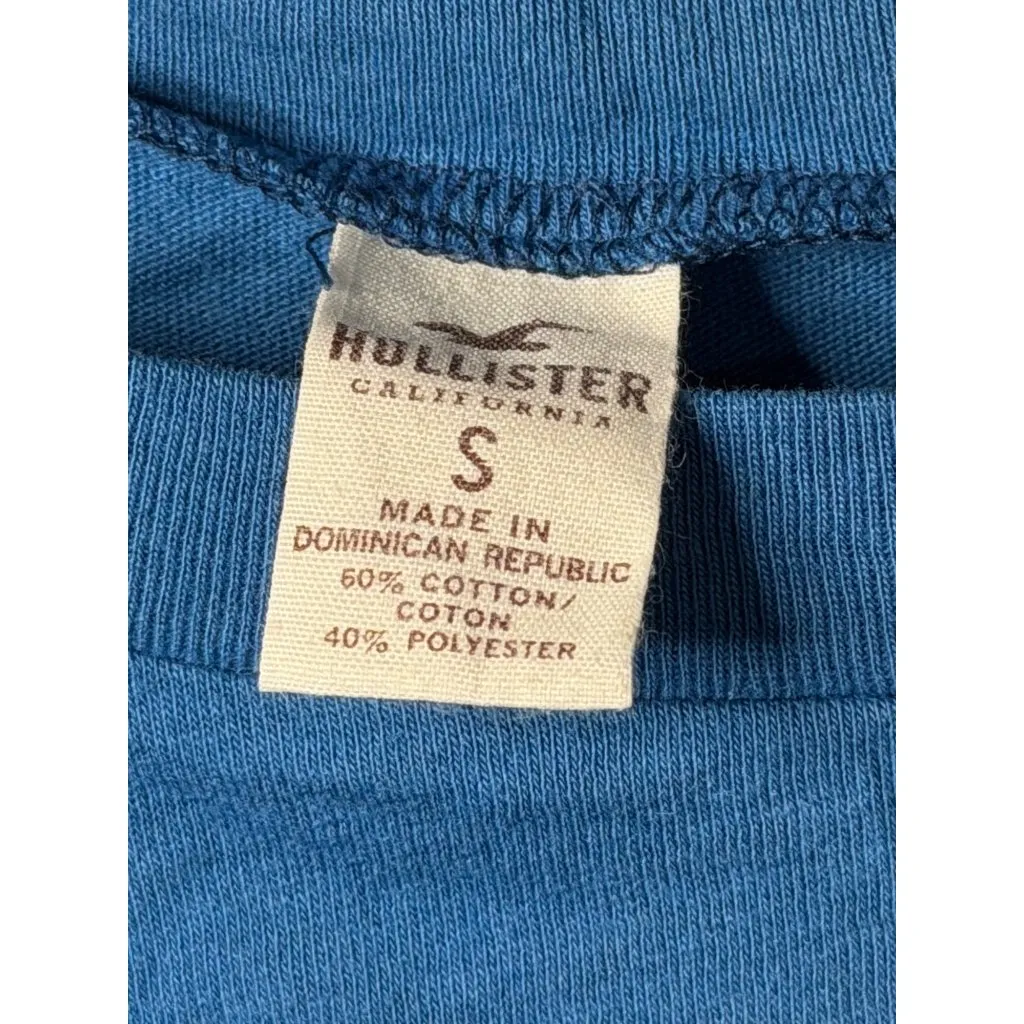 HOLLISTER
CALIFORNIA
S
MADE IN
DOMINICAN REPUBLIC
60% COTTON/
COTON
40% POLYESTER